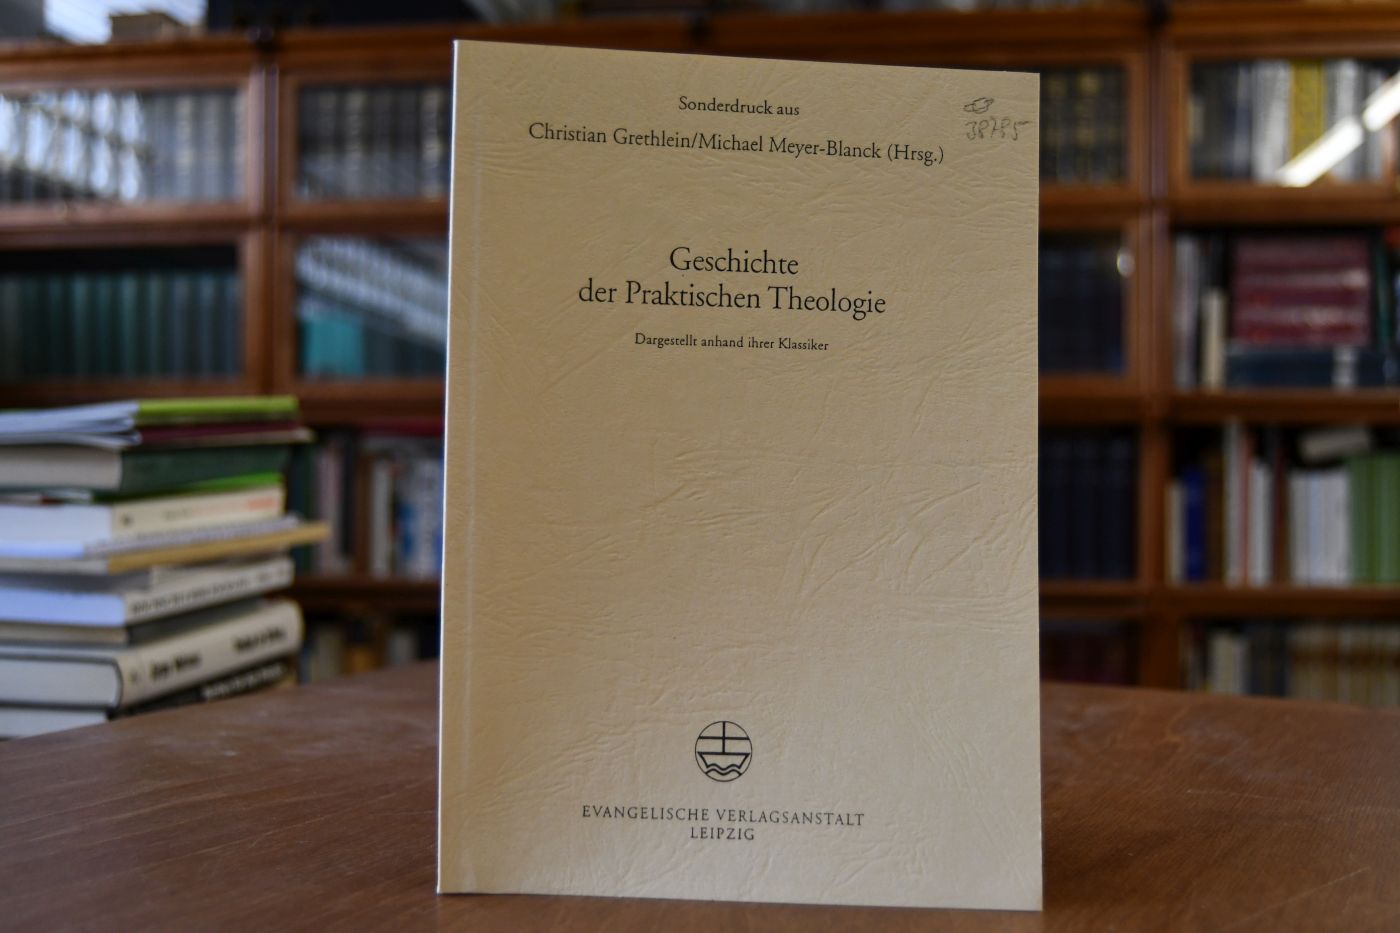 Sonderdruck aus
Christian Grethlein/Michael Meyer-Blanck (Hrsg.)
38785
Geschichte
der Praktischen Theologie
Dargestellt anhand ihrer Klassiker
EVANGELISCHE VERLAGSANSTALT
LEIPZIG